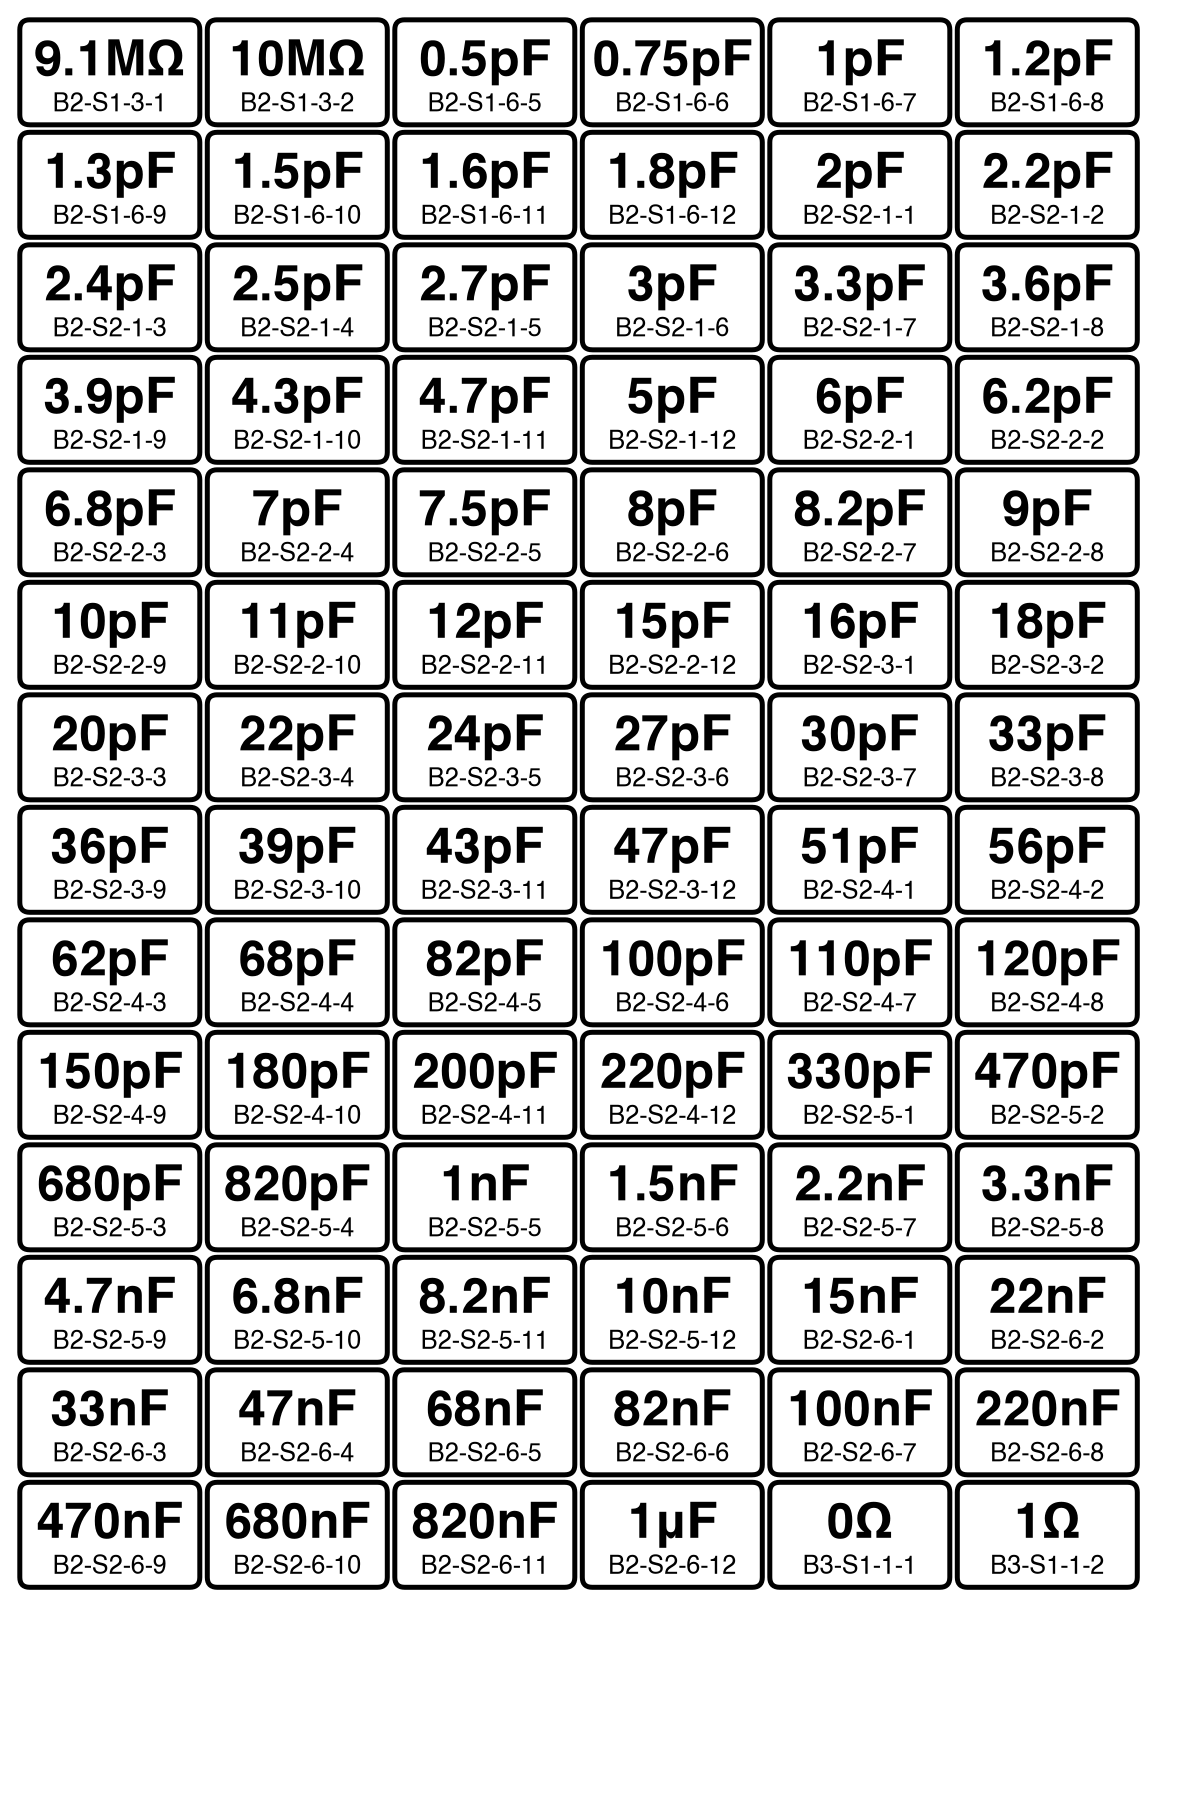 9.1MΩ 10MΩ 0.5pF 0.75pF 1pF 1.2pF
B2-S1-3-1 B2-S1-3-2 B2-S1-6-5 B2-S1-6-6 B2-S1-6-7 B2-S1-6-8
1.3pF 1.5pF 1.6pF 1.8pF 2pF 2.2pF
B2-S1-6-9 B2-S1-6-10 B2-S1-6-11 B2-S1-6-12 B2-S2-1-1 B2-S2-1-2
2.4pF 2.5pF 2.7pF 3pF 3.3pF 3.6pF
B2-S2-1-3 B2-S2-1-4 B2-S2-1-5 B2-S2-1-6 B2-S2-1-7 B2-S2-1-8
3.9pF 4.3pF 4.7pF 5pF 6pF 6.2pF
B2-S2-1-9 B2-S2-1-10 B2-S2-1-11 B2-S2-1-12 B2-S2-2-1 B2-S2-2-2
6.8pF 7pF 7.5pF 8pF 8.2pF 9pF
B2-S2-2-3 B2-S2-2-4 B2-S2-2-5 B2-S2-2-6 B2-S2-2-7 B2-S2-2-8
10pF 11pF 12pF 15pF 16pF 18pF
B2-S2-2-9 B2-S2-2-10 B2-S2-2-11 B2-S2-2-12 B2-S2-3-1 B2-S2-3-2
20pF 22pF 24pF 27pF 30pF 33pF
B2-S2-3-3 B2-S2-3-4 B2-S2-3-5 B2-S2-3-6 B2-S2-3-7 B2-S2-3-8
36pF 39pF 43pF 47pF 51pF 56pF
B2-S2-3-9 B2-S2-3-10 B2-S2-3-11 B2-S2-3-12 B2-S2-4-1 B2-S2-4-2
62pF 68pF 82pF 100pF 110pF 120pF
B2-S2-4-3 B2-S2-4-4 B2-S2-4-5 B2-S2-4-6 B2-S2-4-7 B2-S2-4-8
150pF 180pF 200pF 220pF 330pF 470pF
B2-S2-4-9 B2-S2-4-10 B2-S2-4-11 B2-S2-4-12 B2-S2-5-1 B2-S2-5-2
680pF 820pF 1nF 1.5nF 2.2nF 3.3nF
B2-S2-5-3 B2-S2-5-4 B2-S2-5-5 B2-S2-5-6 B2-S2-5-7 B2-S2-5-8
4.7nF 6.8nF 8.2nF 10nF 15nF 22nF
B2-S2-5-9 B2-S2-5-10 B2-S2-5-11 B2-S2-5-12 B2-S2-6-1 B2-S2-6-2
33nF 47nF 68nF 82nF 100nF 220nF
B2-S2-6-3 B2-S2-6-4 B2-S2-6-5 B2-S2-6-6 B2-S2-6-7 B2-S2-6-8
470nF 680nF 820nF 1µF 0Ω 1Ω
B2-S2-6-9 B2-S2-6-10 B2-S2-6-11 B2-S2-6-12 B3-S1-1-1 B3-S1-1-2